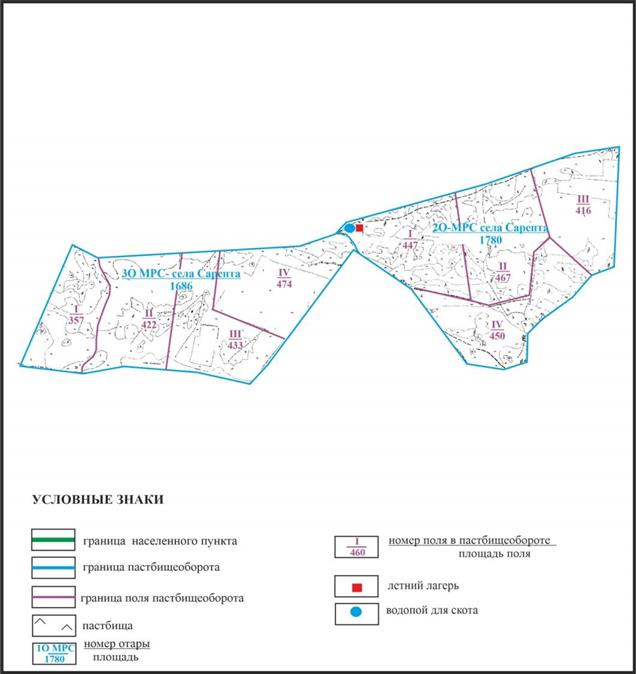 III
416
I
447
2О-МРС села Сарепта
1780
II
467
IV
450
3О МРС- села Сарепта
1686
IV
474
I
357
II
422
III
433
УСЛОВНЫЕ ЗНАКИ
граница населенного пункта
граница пастбищеоборота
граница поля пастбищеоборота
пастбища
1О МРС
1780
номер отары
площадь
I
460
номер поля в пастбищеобороте
площадь поля
летний лагерь
водопой для скота